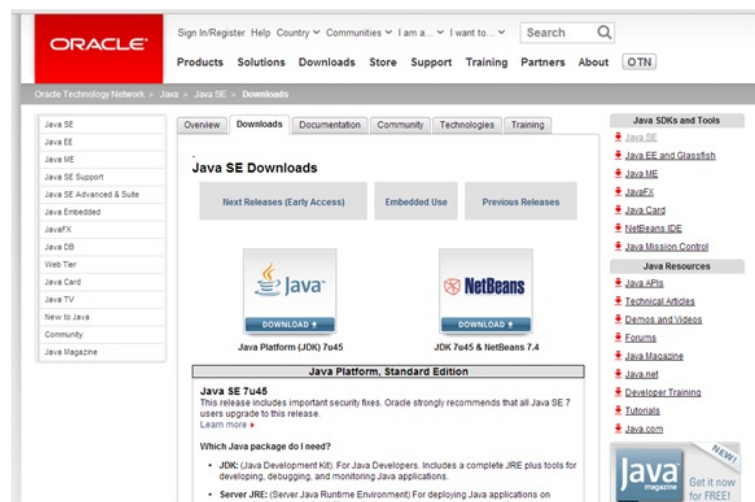 ORACLE
Sign In/Register Help Country Communities I am a... I want to... Search
Products Solutions Downloads Store Support Training Partners About OTN
Oracle Technology Network > Java > Java SE > Downloads
Java SE
Java EE
Java ME
Java SE Support
Java SE Advanced & Suite
Java Embedded
JavaFX
Java DB
Web Tier
Java Card
Java TV
New to Java
Community
Java Magazine
Overview Downloads Documentation Community Technologies Training
Java SE Downloads
Next Releases (Early Access) Embedded Use Previous Releases
Java
DOWNLOAD
Java Platform (JDK) 7u45
NetBeans
DOWNLOAD
JDK 7u45 & NetBeans 7.4
Java Platform, Standard Edition
Java SE 7u45
This release includes important security fixes. Oracle strongly recommends that all Java SE 7
users upgrade to this release.
Learn more
Which Java package do I need?
• JDK: (Java Development Kit). For Java Developers. Includes a complete JRE plus tools for
developing, debugging, and monitoring Java applications.
• Server JRE: (Server Java Runtime Environment) For deploying Java applications on
Java SDKs and Tools
Java SE
Java EE and Glassfish
Java ME
JavaFX
Java Card
NetBeans IDE
Java Mission Control
Java Resources
Java APIs
Technical Articles
Demos and Videos
Forums
Java Magazine
Java.net
Developer Training
Tutorials
Java.com
NEW!
Java
magazine
Get it now
for FREE!